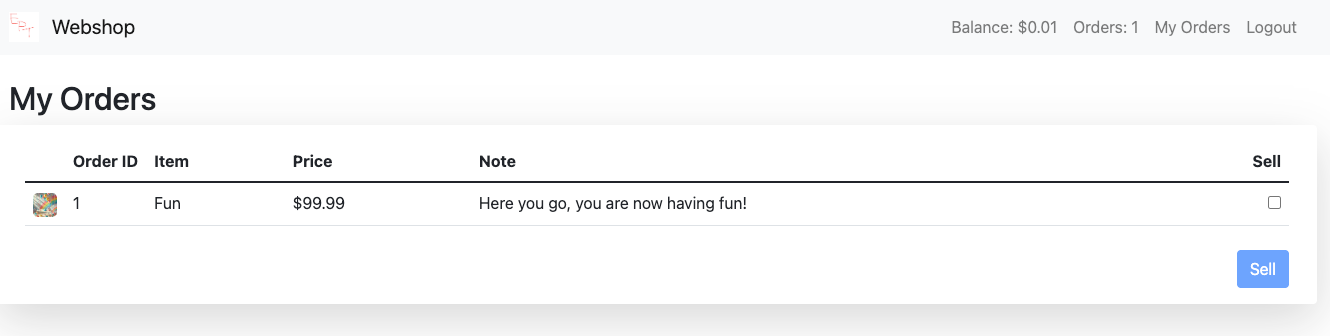 Webshop Balance: $0.01 Orders: 1 My Orders Logout
My Orders
Order ID Item Price Note Sell
1 Fun $99.99 Here you go, you are now having fun!
Sell